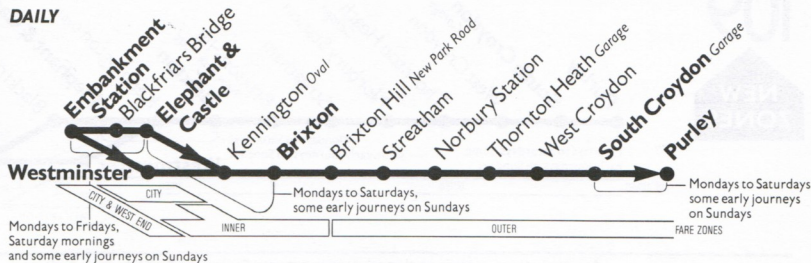 DAILY
Embankment
Station
Blackfriars Bridge
Elephant &
Castle
Kennington Oval
Brixton
Brixton Hill New Park Road
Streatham
Norbury Station
Thornton Heath Garage
West Croydon
South Croydon Garage
Purley
Westminster
CITY
CITY & WEST END
INNER
OUTER
FARE ZONES
Mondays to Fridays,
Saturday mornings
and some early journeys on Sundays
Mondays to Saturdays,
some early journeys on Sundays
Mondays to Saturdays
some early journeys
on Sundays
109
NEW
ZONE